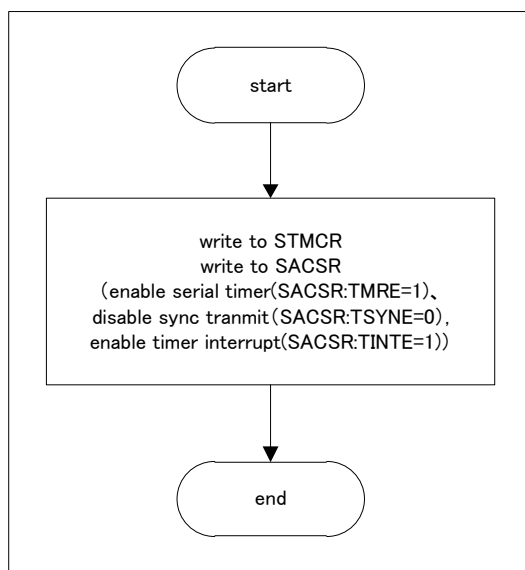 start
write to STMCR
write to SACSR
(enable serial timer(SACSR:TMRE=1)、
disable sync tranmit(SACSR:TSYNE=0),
enable timer interrupt(SACSR:TINTE=1))
end